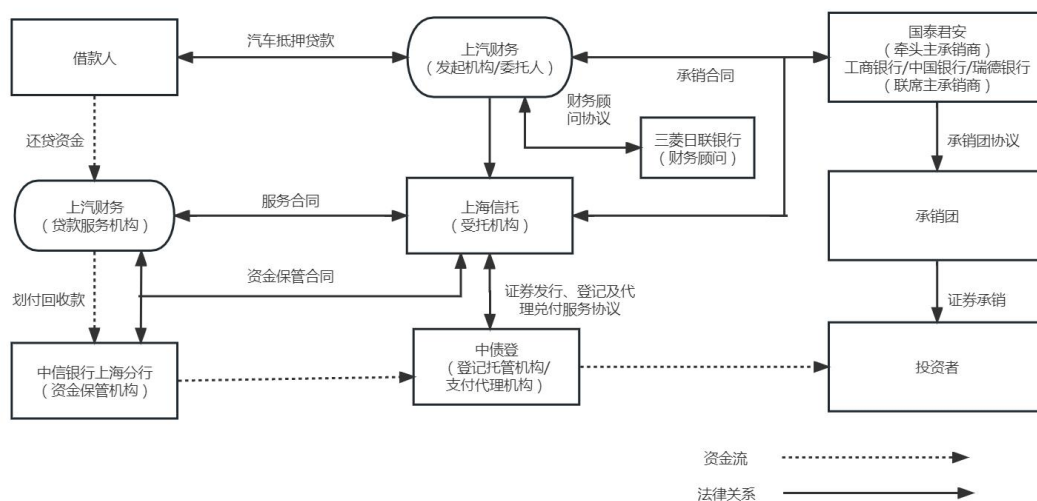 借款人
汽车抵押贷款
上汽财务
（发起机构/委托人）
承销合同
国泰君安
（牵头主承销商）
工商银行/中国银行/瑞德银行
（联席主承销商）
还贷资金
财务顾
问协议
三菱日联银行
（财务顾问）
承销团协议
上汽财务
（贷款服务机构）
服务合同
上海信托
（受托机构）
承销团
划付回收款
资金保管合同
证券发行、登记及代
理兑付服务协议
证券承销
中信银行上海分行
（资金保管机构）
中债登
（登记托管机构/
支付代理机构）
投资者
资金流
法律关系